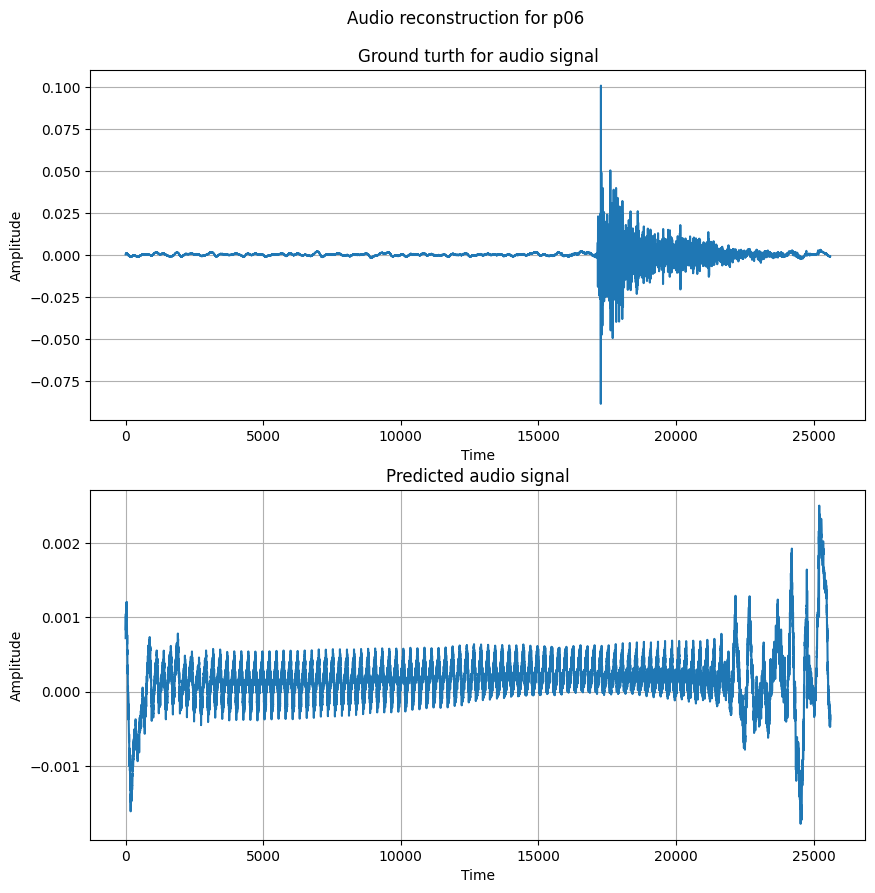 Audio reconstruction for p06
Ground turth for audio signal
0.100
0.075
0.050
0.025
0.000
−0.025
−0.050
−0.075
Amplitude
0 5000 10000 15000 20000 25000
Time
Predicted audio signal
0.002
0.001
0.000
−0.001
Amplitude
0 5000 10000 15000 20000 25000
Time